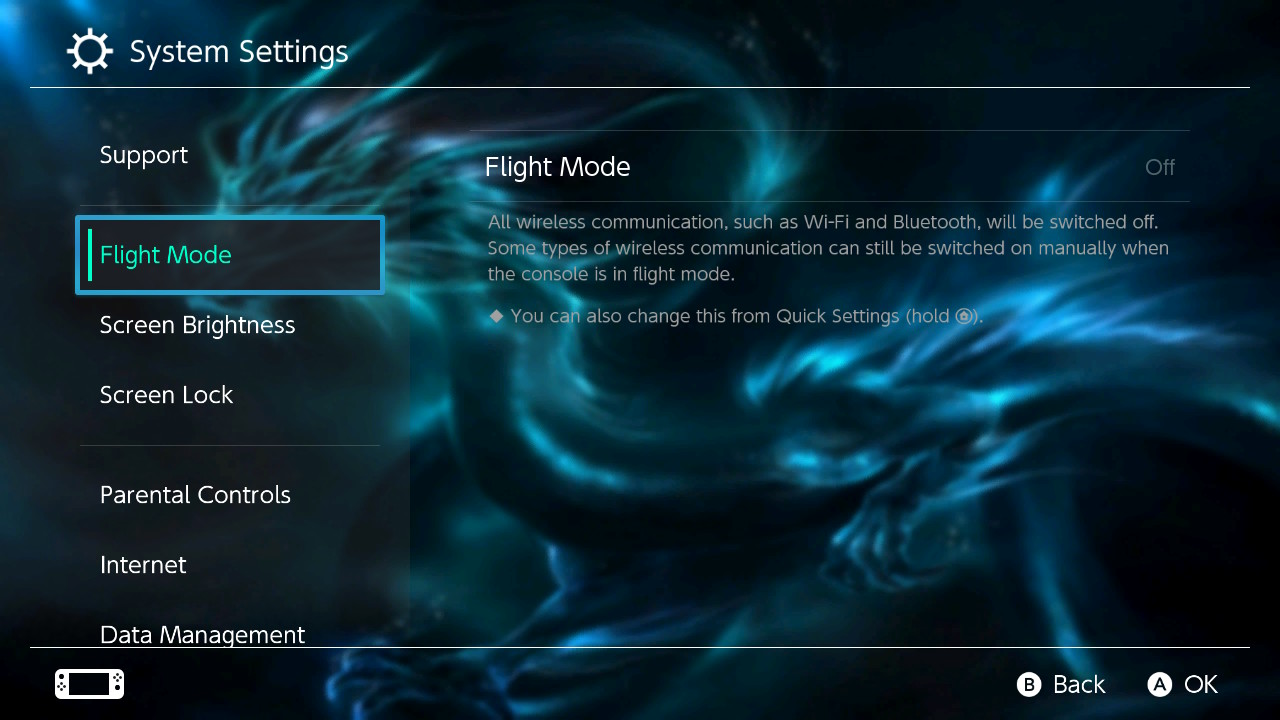 System Settings
Support
Flight Mode
Screen Brightness
Screen Lock
Parental Controls
Internet
Data Management
Flight Mode Off
All wireless communication, such as Wi-Fi and Bluetooth, will be switched off.
Some types of wireless communication can still be switched on manually when
the console is in flight mode.
◆ You can also change this from Quick Settings (hold ).
B Back A OK